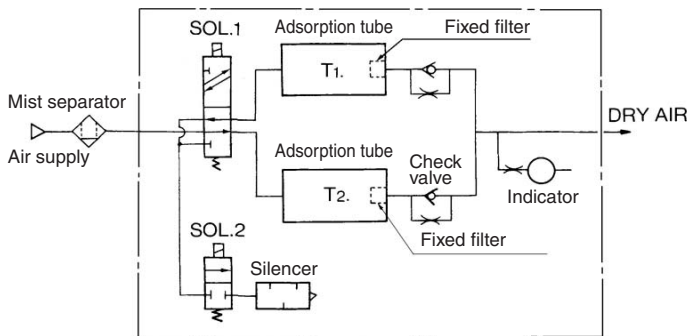 SOL.1
Adsorption tube
Fixed filter
T1.
Mist separator
DRY AIR
Air supply
Adsorption tube
Check
valve
Indicator
T2.
SOL.2
Fixed filter
Silencer